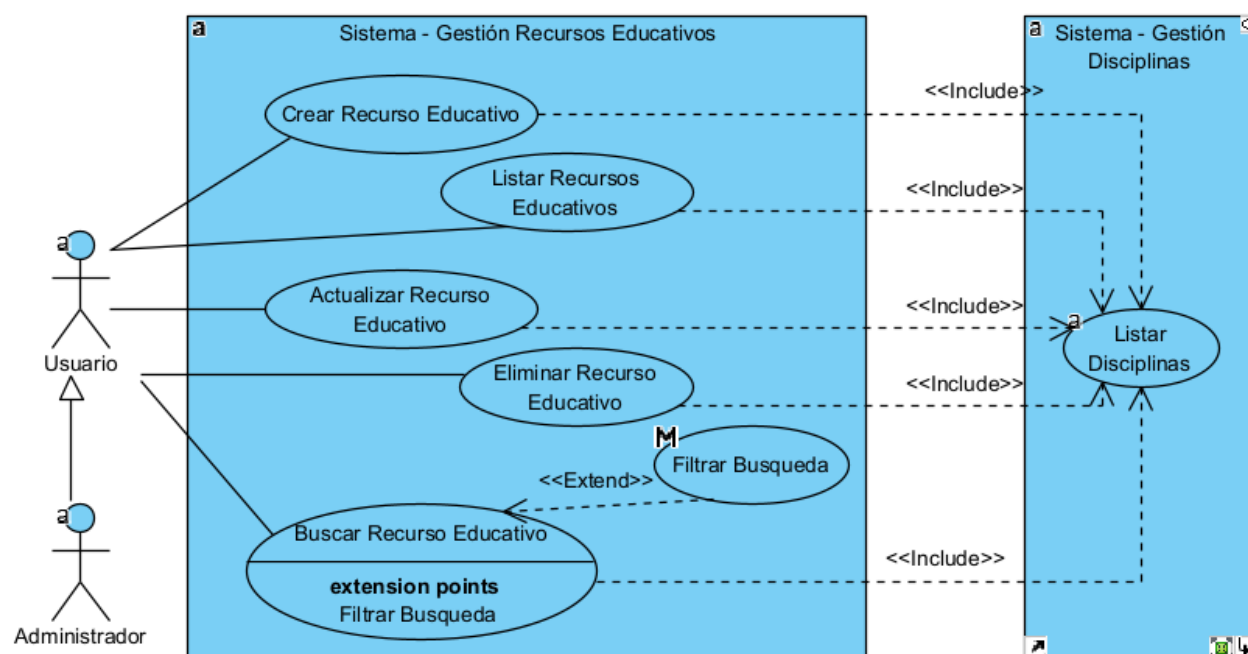 a
Sistema - Gestión Recursos Educativos
a
Sistema - Gestión
Disciplinas
<<Include>>
Crear Recurso Educativo
Listar Recursos
Educativos
<<Include>>
a
Usuario
Actualizar Recurso
Educativo
<<Include>>
a
Listar
Disciplinas
Eliminar Recurso
Educativo
<<Include>>
M
Filtrar Busqueda
<<Extend>>
a
Administrador
Buscar Recurso Educativo
extension points
Filtrar Busqueda
<<Include>>